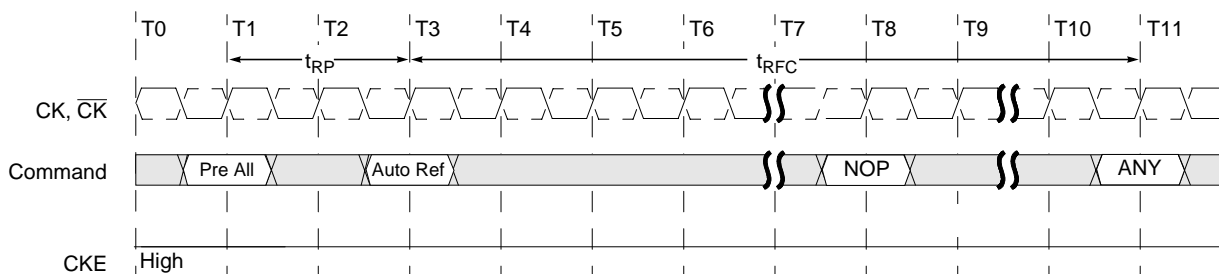 T0 T1 T2 T3 T4 T5 T6 T7 T8 T9 T10 T11
tRP tRFC
CK, C̅K̅
Command Pre All Auto Ref NOP ANY
CKE High